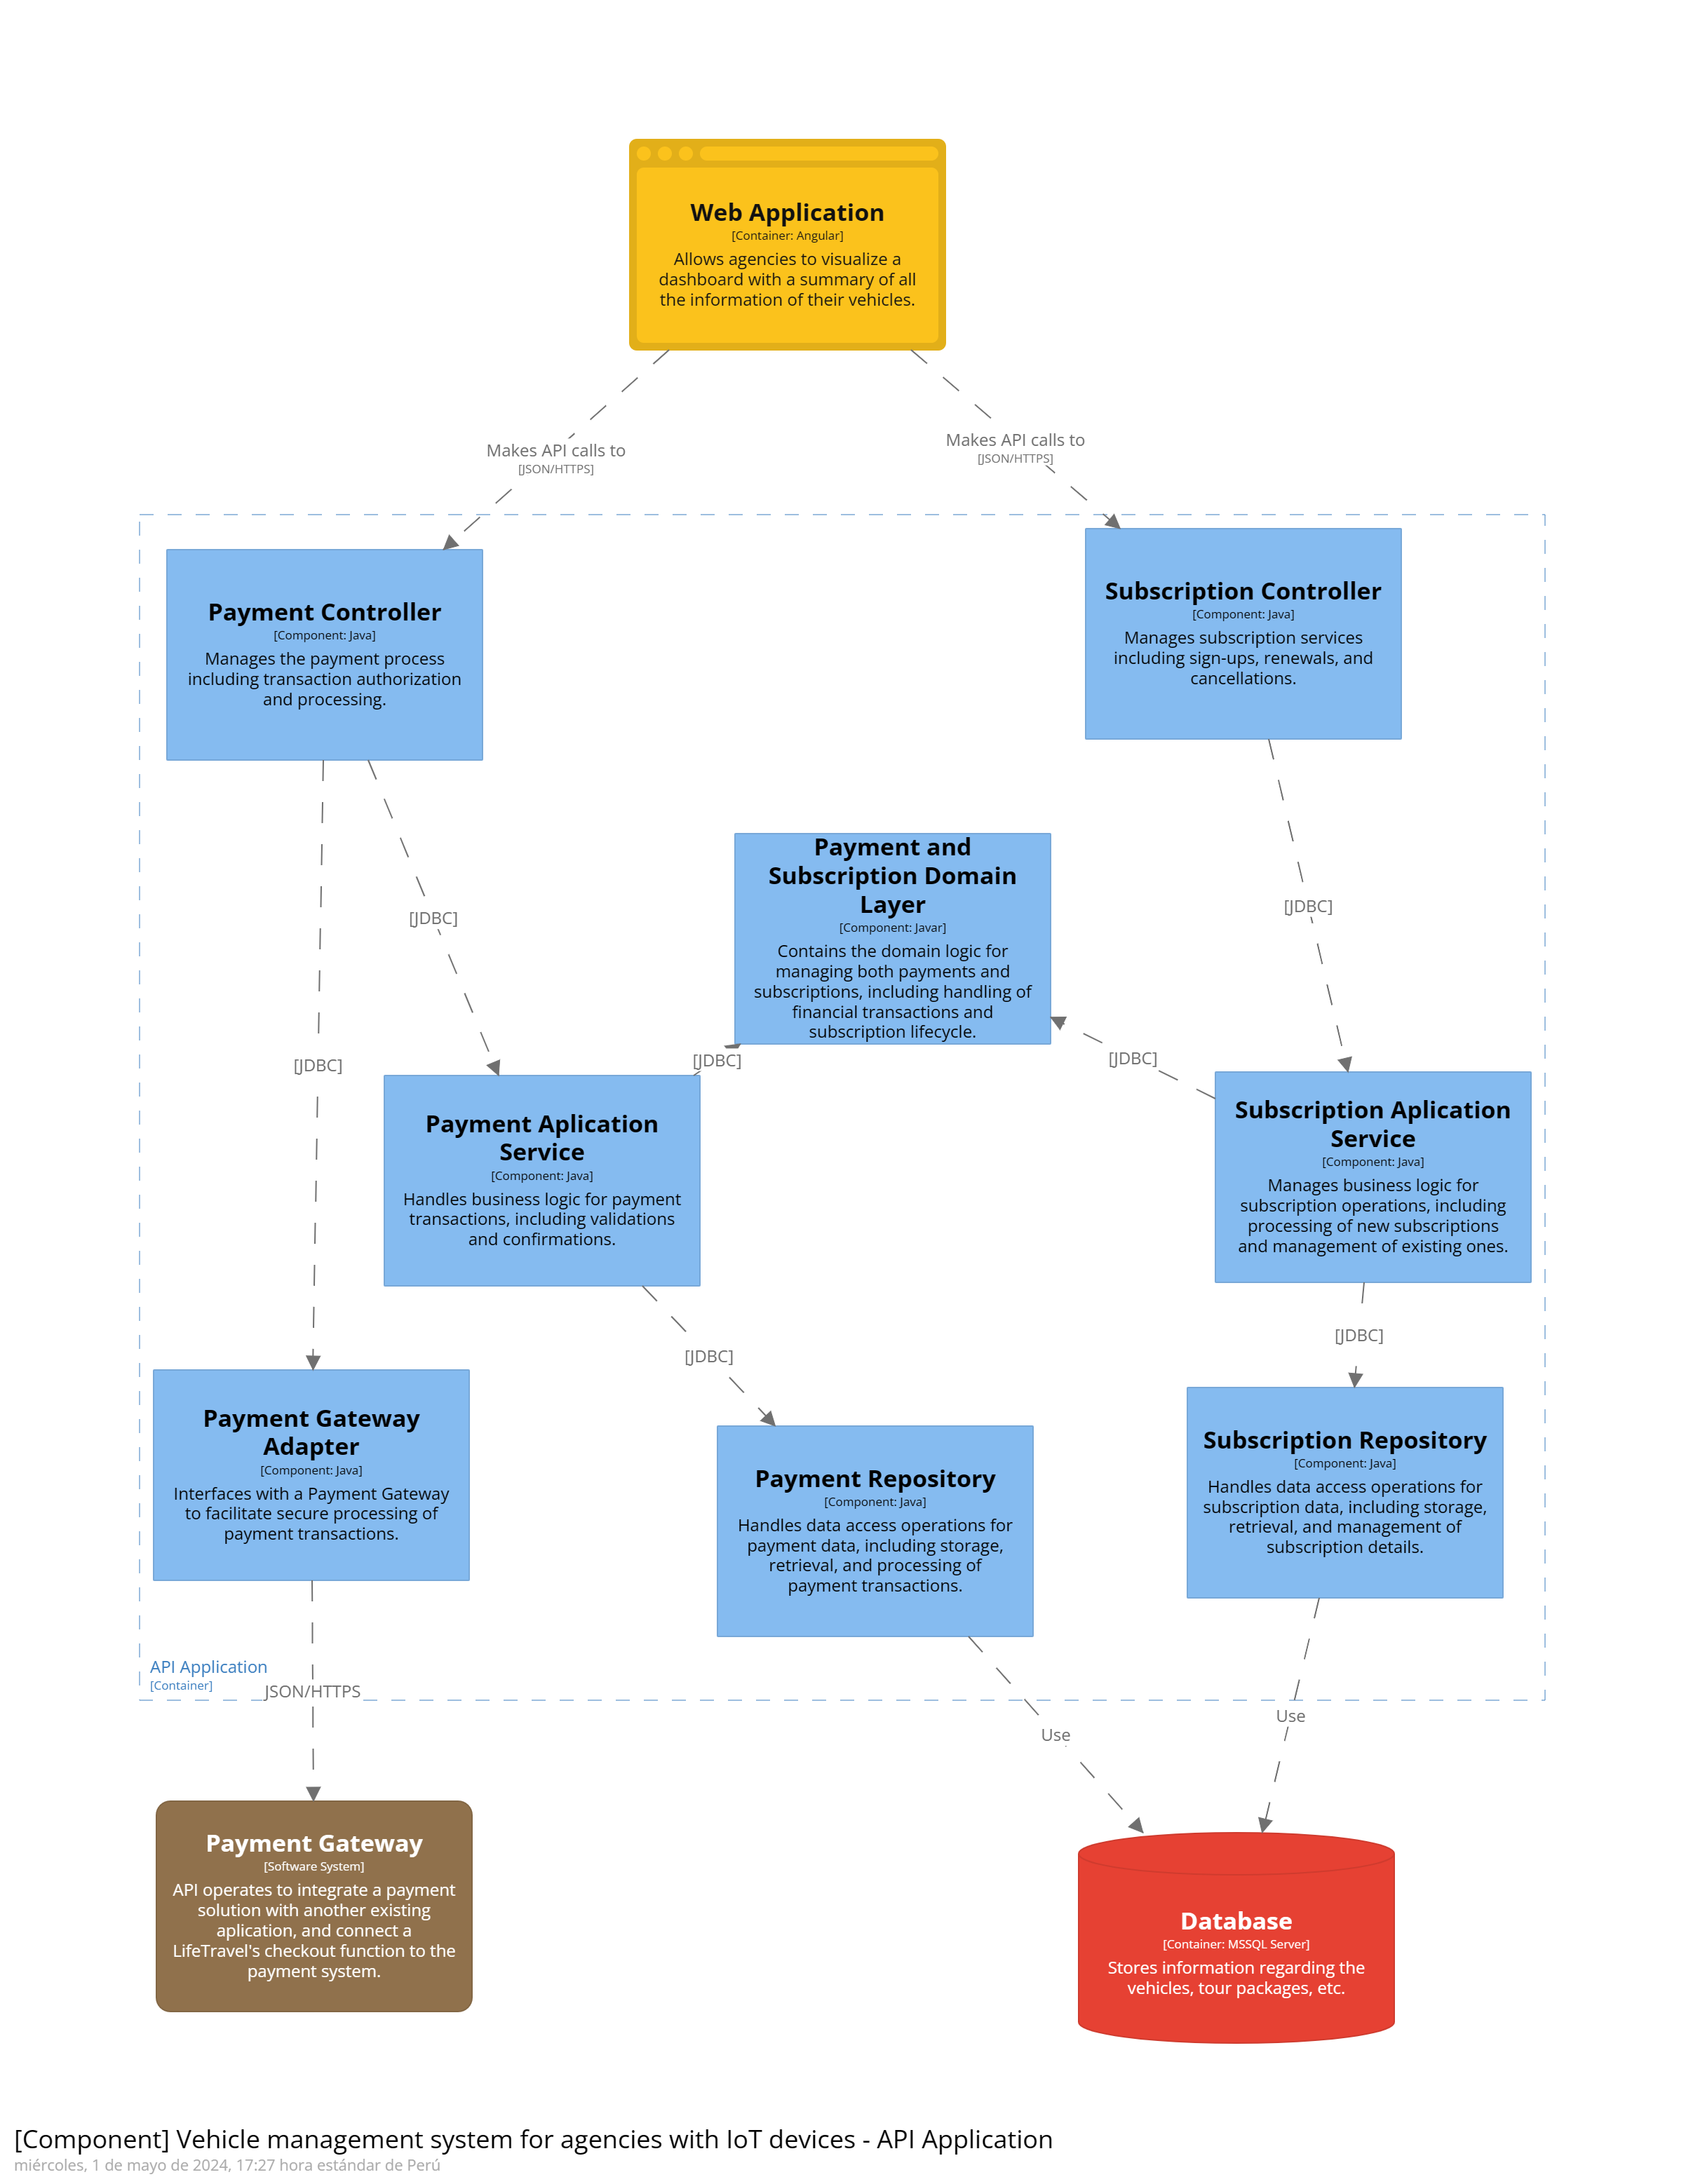 Web Application
[Container: Angular]
Allows agencies to visualize a
dashboard with a summary of all
the information of their vehicles.
Makes API calls to
[JSON/HTTPS]
Makes API calls to
[JSON/HTTPS]
Payment Controller
[Component: Java]
Manages the payment process
including transaction authorization
and processing.
Subscription Controller
[Component: Java]
Manages subscription services
including sign-ups, renewals, and
cancellations.
[JDBC]
[JDBC]
Payment and
Subscription Domain
Layer
[Component: Javar]
Contains the domain logic for
managing both payments and
subscriptions, including handling of
financial transactions and
subscription lifecycle.
[JDBC]
[JDBC]
[JDBC]
Payment Aplication
Service
[Component: Java]
Handles business logic for payment
transactions, including validations
and confirmations.
Subscription Aplication
Service
[Component: Java]
Manages business logic for
subscription operations, including
processing of new subscriptions
and management of existing ones.
[JDBC]
[JDBC]
Payment Gateway
Adapter
[Component: Java]
Interfaces with a Payment Gateway
to facilitate secure processing of
payment transactions.
Payment Repository
[Component: Java]
Handles data access operations for
payment data, including storage,
retrieval, and processing of
payment transactions.
Subscription Repository
[Component: Java]
Handles data access operations for
subscription data, including storage,
retrieval, and management of
subscription details.
API Application
[Container]
JSON/HTTPS
Use
Use
Payment Gateway
[Software System]
API operates to integrate a payment
solution with another existing
aplication, and connect a
LifeTravel's checkout function to the
payment system.
Database
[Container: MSSQL Server]
Stores information regarding the
vehicles, tour packages, etc.
[Component] Vehicle management system for agencies with IoT devices - API Application
miércoles, 1 de mayo de 2024, 17:27 hora estándar de Perú